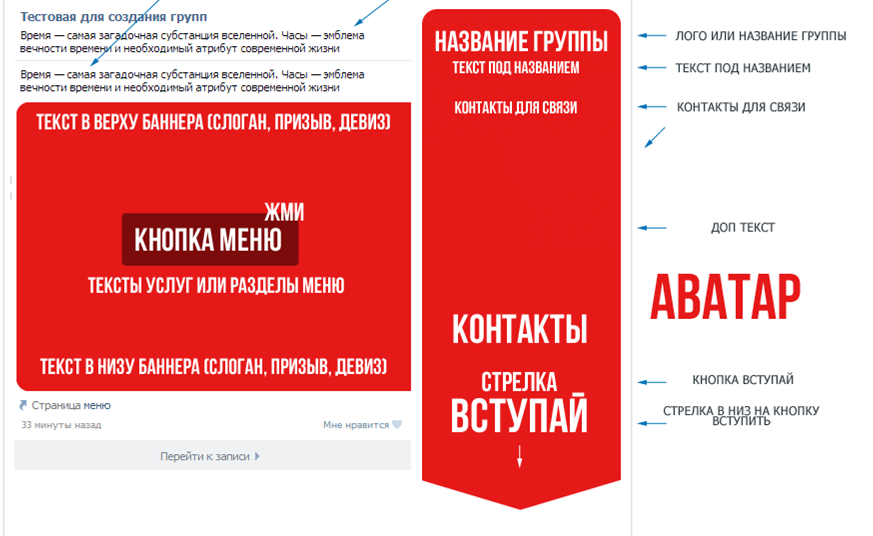 Тестовая для создания групп
Время — самая загадочная субстанция вселенной. Часы — эмблема
вечности времени и необходимый атрибут современной жизни
Время — самая загадочная субстанция вселенной. Часы — эмблема
вечности времени и необходимый атрибут современной жизни
ТЕКСТ В ВЕРХУ БАННЕРА (СЛОГАН, ПРИЗЫВ, ДЕВИЗ)
ЖМИ
КНОПКА МЕНЮ
ТЕКСТЫ УСЛУГ ИЛИ РАЗДЕЛЫ МЕНЮ
ТЕКСТ В НИЗУ БАННЕРА (СЛОГАН, ПРИЗЫВ, ДЕВИЗ)
Страница меню
33 минуты назад
Мне нравится
Перейти к записи
НАЗВАНИЕ ГРУППЫ
ТЕКСТ ПОД НАЗВАНИЕМ
КОНТАКТЫ ДЛЯ СВЯЗИ
КОНТАКТЫ
СТРЕЛКА
ВСТУПАЙ
ЛОГО ИЛИ НАЗВАНИЕ ГРУППЫ
ТЕКСТ ПОД НАЗВАНИЕМ
КОНТАКТЫ ДЛЯ СВЯЗИ
ДОП ТЕКСТ
АВАТАР
КНОПКА ВСТУПАЙ
СТРЕЛКА В НИЗ НА КНОПКУ
ВСТУПИТЬ